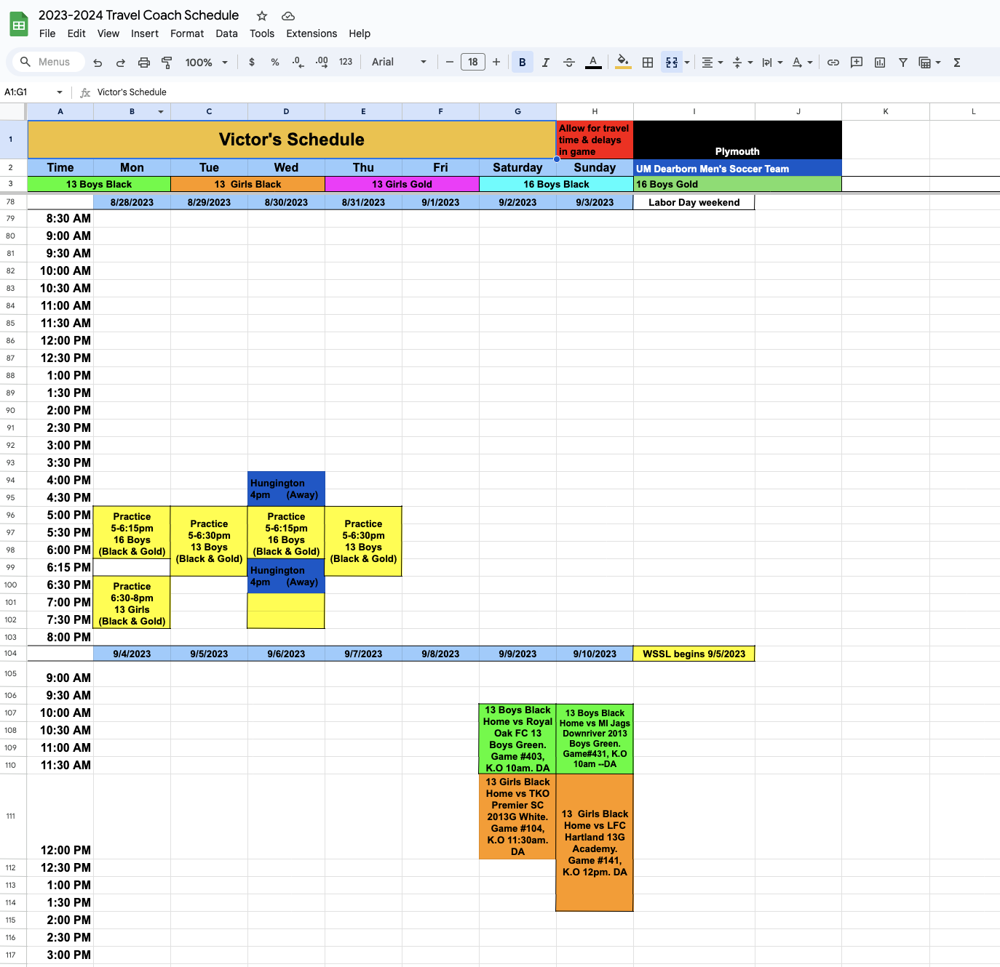 2023-2024 Travel Coach Schedule
File Edit View Insert Format Data Tools Extensions Help
Menus 100% $ % .0 .00 123 Arial − 18 + B I A Σ
A1:G1 fx Victor's Schedule
A B C D E F G H I J K L
1 Victor's Schedule
Allow for travel
time & delays
in game
Plymouth
2 Time Mon Tue Wed Thu Fri Saturday Sunday UM Dearborn Men's Soccer Team
3 13 Boys Black 13 Girls Black 13 Girls Gold 16 Boys Black 16 Boys Gold
78 8/28/2023 8/29/2023 8/30/2023 8/31/2023 9/1/2023 9/2/2023 9/3/2023 Labor Day weekend
79 8:30 AM
80 9:00 AM
81 9:30 AM
82 10:00 AM
83 10:30 AM
84 11:00 AM
85 11:30 AM
86 12:00 PM
87 12:30 PM
88 1:00 PM
89 1:30 PM
90 2:00 PM
91 2:30 PM
92 3:00 PM
93 3:30 PM
94 4:00 PM
95 4:30 PM
Hungington
4pm (Away)
96 5:00 PM
97 5:30 PM
98 6:00 PM
99 6:15 PM
Practice
5-6:15pm
16 Boys
(Black & Gold)
Practice
5-6:30pm
13 Boys
(Black & Gold)
Practice
5-6:15pm
16 Boys
(Black & Gold)
Practice
5-6:30pm
13 Boys
(Black & Gold)
Hungington
4pm (Away)
100 6:30 PM
101 7:00 PM
102 7:30 PM
Practice
6:30-8pm
13 Girls
(Black & Gold)
103 8:00 PM
104 9/4/2023 9/5/2023 9/6/2023 9/7/2023 9/8/2023 9/9/2023 9/10/2023 WSSL begins 9/5/2023
105 9:00 AM
106 9:30 AM
107 10:00 AM
108 10:30 AM
109 11:00 AM
110 11:30 AM
13 Boys Black
Home vs Royal
Oak FC 13
Boys Green.
Game #403,
K.O 10am. DA
13 Boys Black
Home vs MI Jags
Downriver 2013
Boys Green.
Game#431, K.O
10am --DA
111 12:00 PM
13 Girls Black
Home vs TKO
Premier SC
2013G White.
Game #104,
K.O 11:30am.
DA
13 Girls Black
Home vs LFC
Hartland 13G
Academy.
Game #141,
K.O 12pm. DA
112 12:30 PM
113 1:00 PM
114 1:30 PM
115 2:00 PM
116 2:30 PM
117 3:00 PM